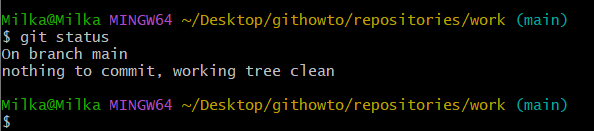 Milka@Milka MINGW64 ~/Desktop/githowto/repositories/work (main)
$ git status
On branch main
nothing to commit, working tree clean
Milka@Milka MINGW64 ~/Desktop/githowto/repositories/work (main)
$